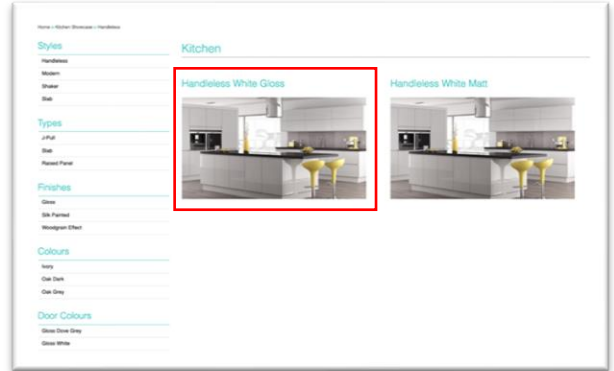 Home > Kitchen Showcase > Handleless
Styles
Handleless
Modern
Shaker
Slab
Types
J-Pull
Slab
Raised Panel
Finishes
Gloss
Silk Painted
Woodgrain Effect
Colours
Ivory
Oak Dark
Oak Grey
Door Colours
Gloss Dove Grey
Gloss White
Kitchen
Handleless White Gloss
Handleless White Matt